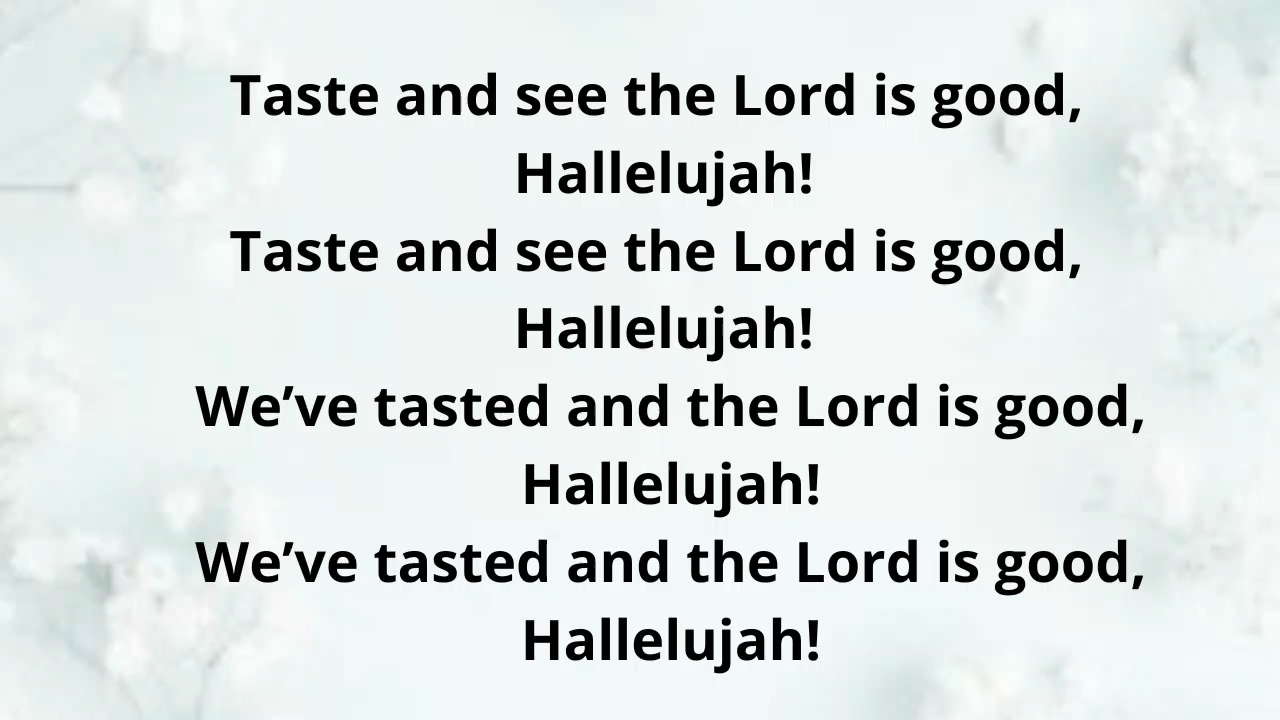 Taste and see the Lord is good,
Hallelujah!
Taste and see the Lord is good,
Hallelujah!
We’ve tasted and the Lord is good,
Hallelujah!
We’ve tasted and the Lord is good,
Hallelujah!